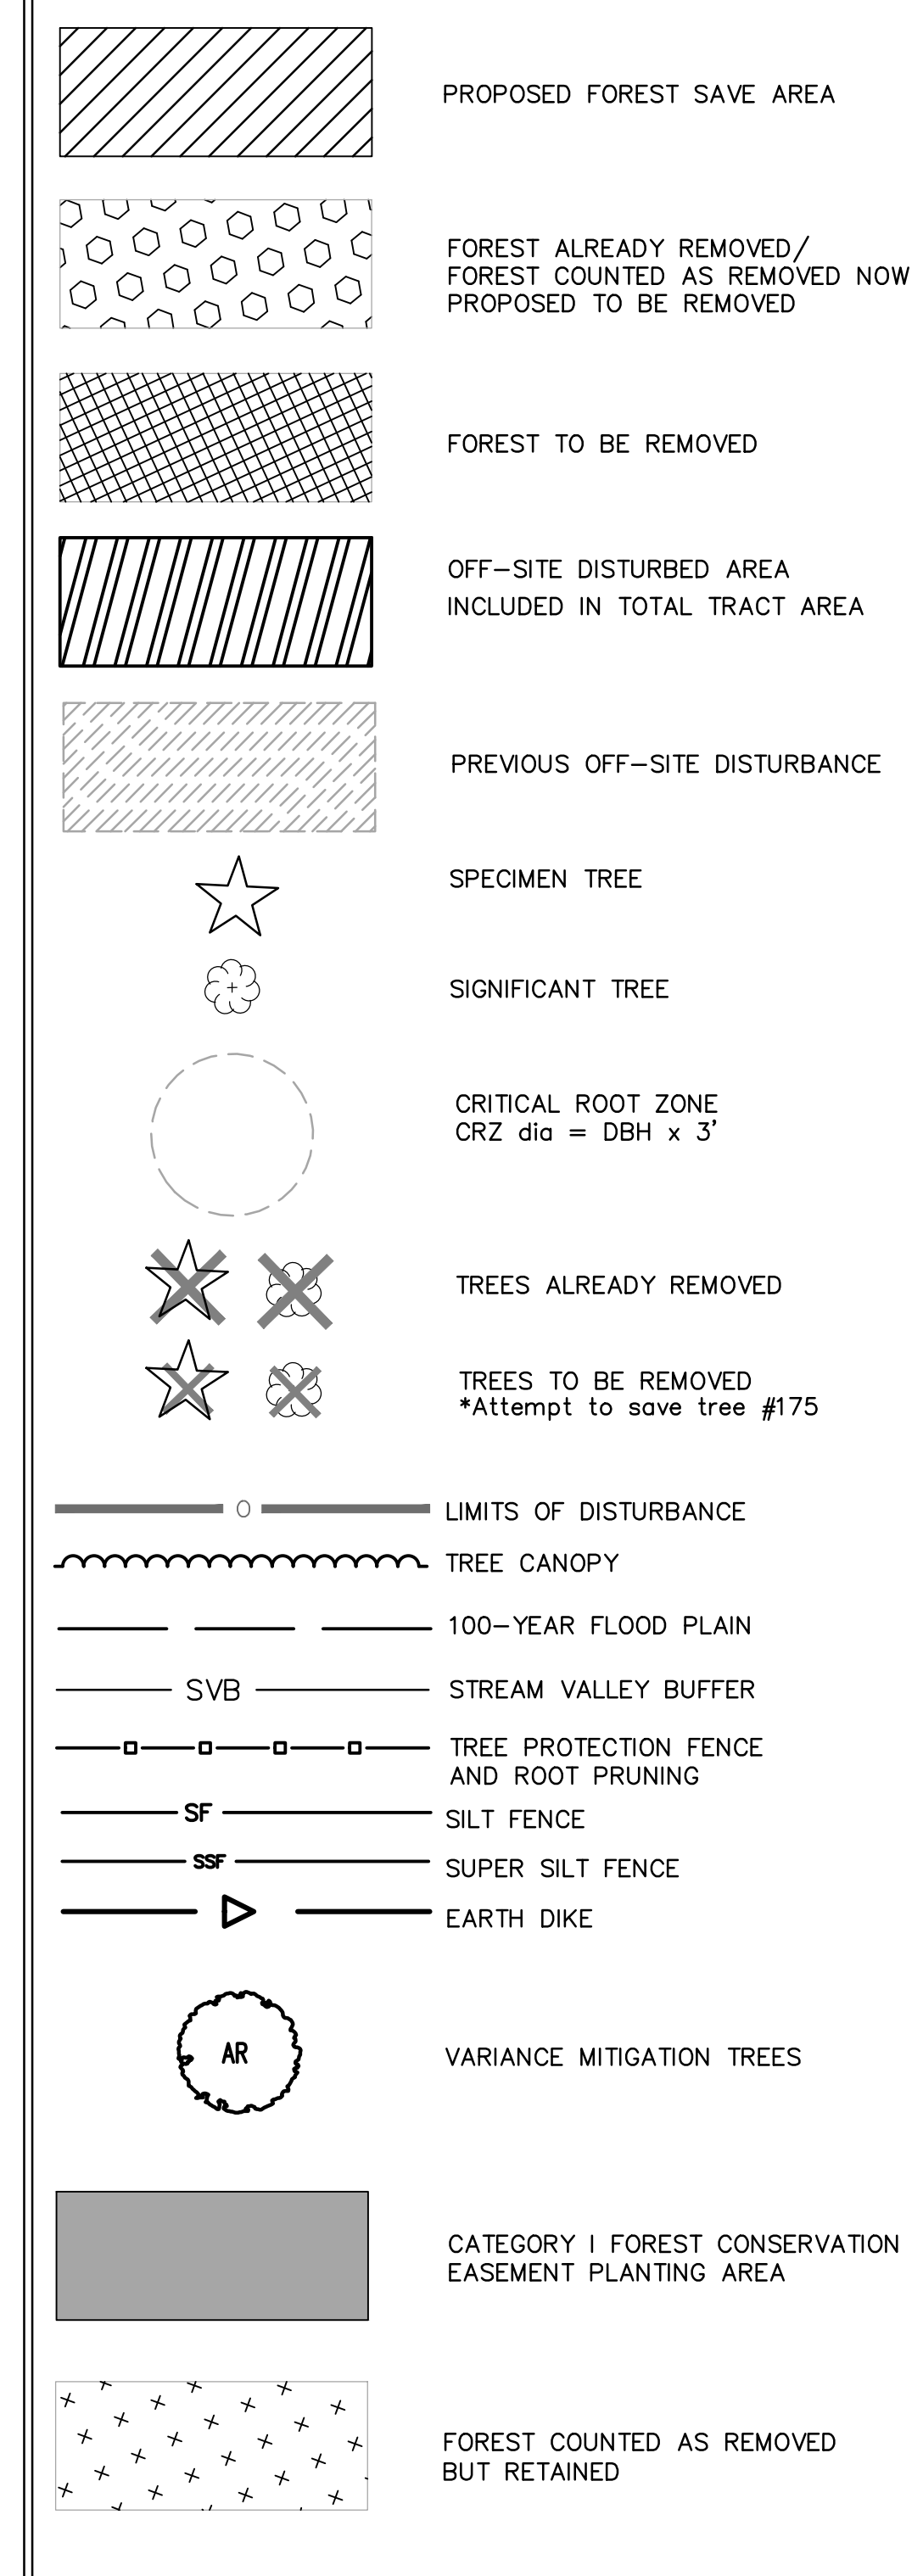 PROPOSED FOREST SAVE AREA
FOREST ALREADY REMOVED/
FOREST COUNTED AS REMOVED NOW
PROPOSED TO BE REMOVED
FOREST TO BE REMOVED
OFF-SITE DISTURBED AREA
INCLUDED IN TOTAL TRACT AREA
PREVIOUS OFF-SITE DISTURBANCE
SPECIMEN TREE
SIGNIFICANT TREE
CRITICAL ROOT ZONE
CRZ dia = DBH x 3'
TREES ALREADY REMOVED
TREES TO BE REMOVED
*Attempt to save tree #175
O LIMITS OF DISTURBANCE
TREE CANOPY
100-YEAR FLOOD PLAIN
SVB STREAM VALLEY BUFFER
TREE PROTECTION FENCE
AND ROOT PRUNING
SF SILT FENCE
SSF SUPER SILT FENCE
EARTH DIKE
AR VARIANCE MITIGATION TREES
CATEGORY I FOREST CONSERVATION
EASEMENT PLANTING AREA
FOREST COUNTED AS REMOVED
BUT RETAINED